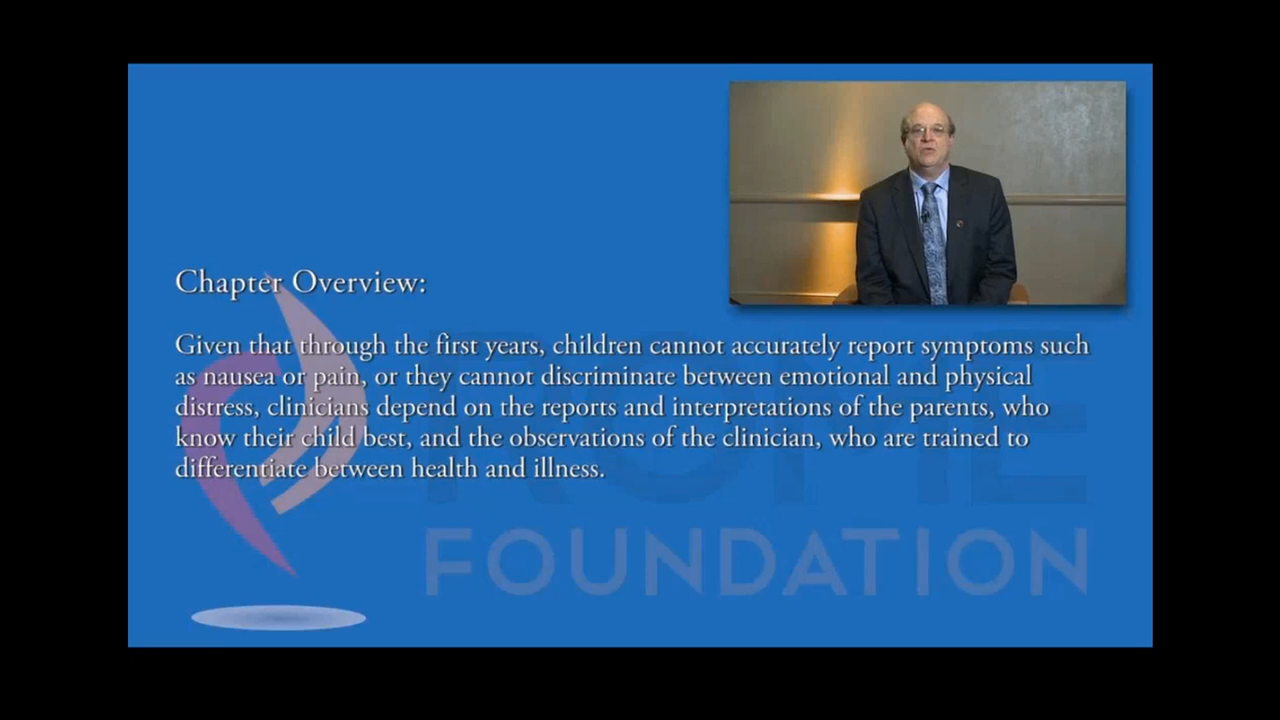 Chapter Overview:
Given that through the first years, children cannot accurately report symptoms such
as nausea or pain, or they cannot discriminate between emotional and physical
distress, clinicians depend on the reports and interpretations of the parents, who
know their child best, and the observations of the clinician, who are trained to
differentiate between health and illness.
ROME
FOUNDATION